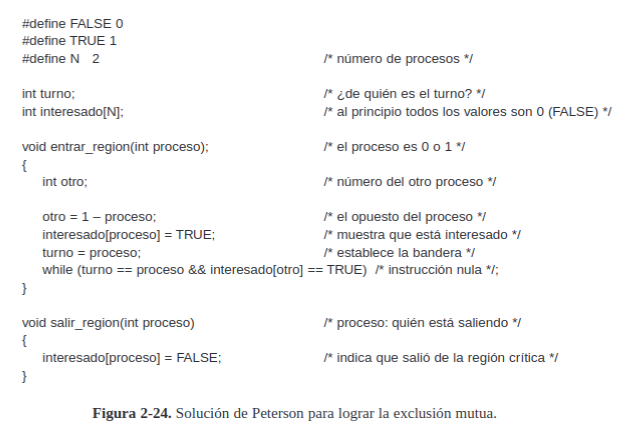 #define FALSE 0
#define TRUE 1
#define N 2 /* número de procesos */
int turno; /* ¿de quién es el turno? */
int interesado[N]; /* al principio todos los valores son 0 (FALSE) */
void entrar_region(int proceso); /* el proceso es 0 o 1 */
{
int otro; /* número del otro proceso */
otro = 1 – proceso; /* el opuesto del proceso */
interesado[proceso] = TRUE; /* muestra que está interesado */
turno = proceso; /* establece la bandera */
while (turno == proceso && interesado[otro] == TRUE) /* instrucción nula */;
}
void salir_region(int proceso) /* proceso: quién está saliendo */
{
interesado[proceso] = FALSE; /* indica que salió de la región crítica */
}
Figura 2-24. Solución de Peterson para lograr la exclusión mutua.